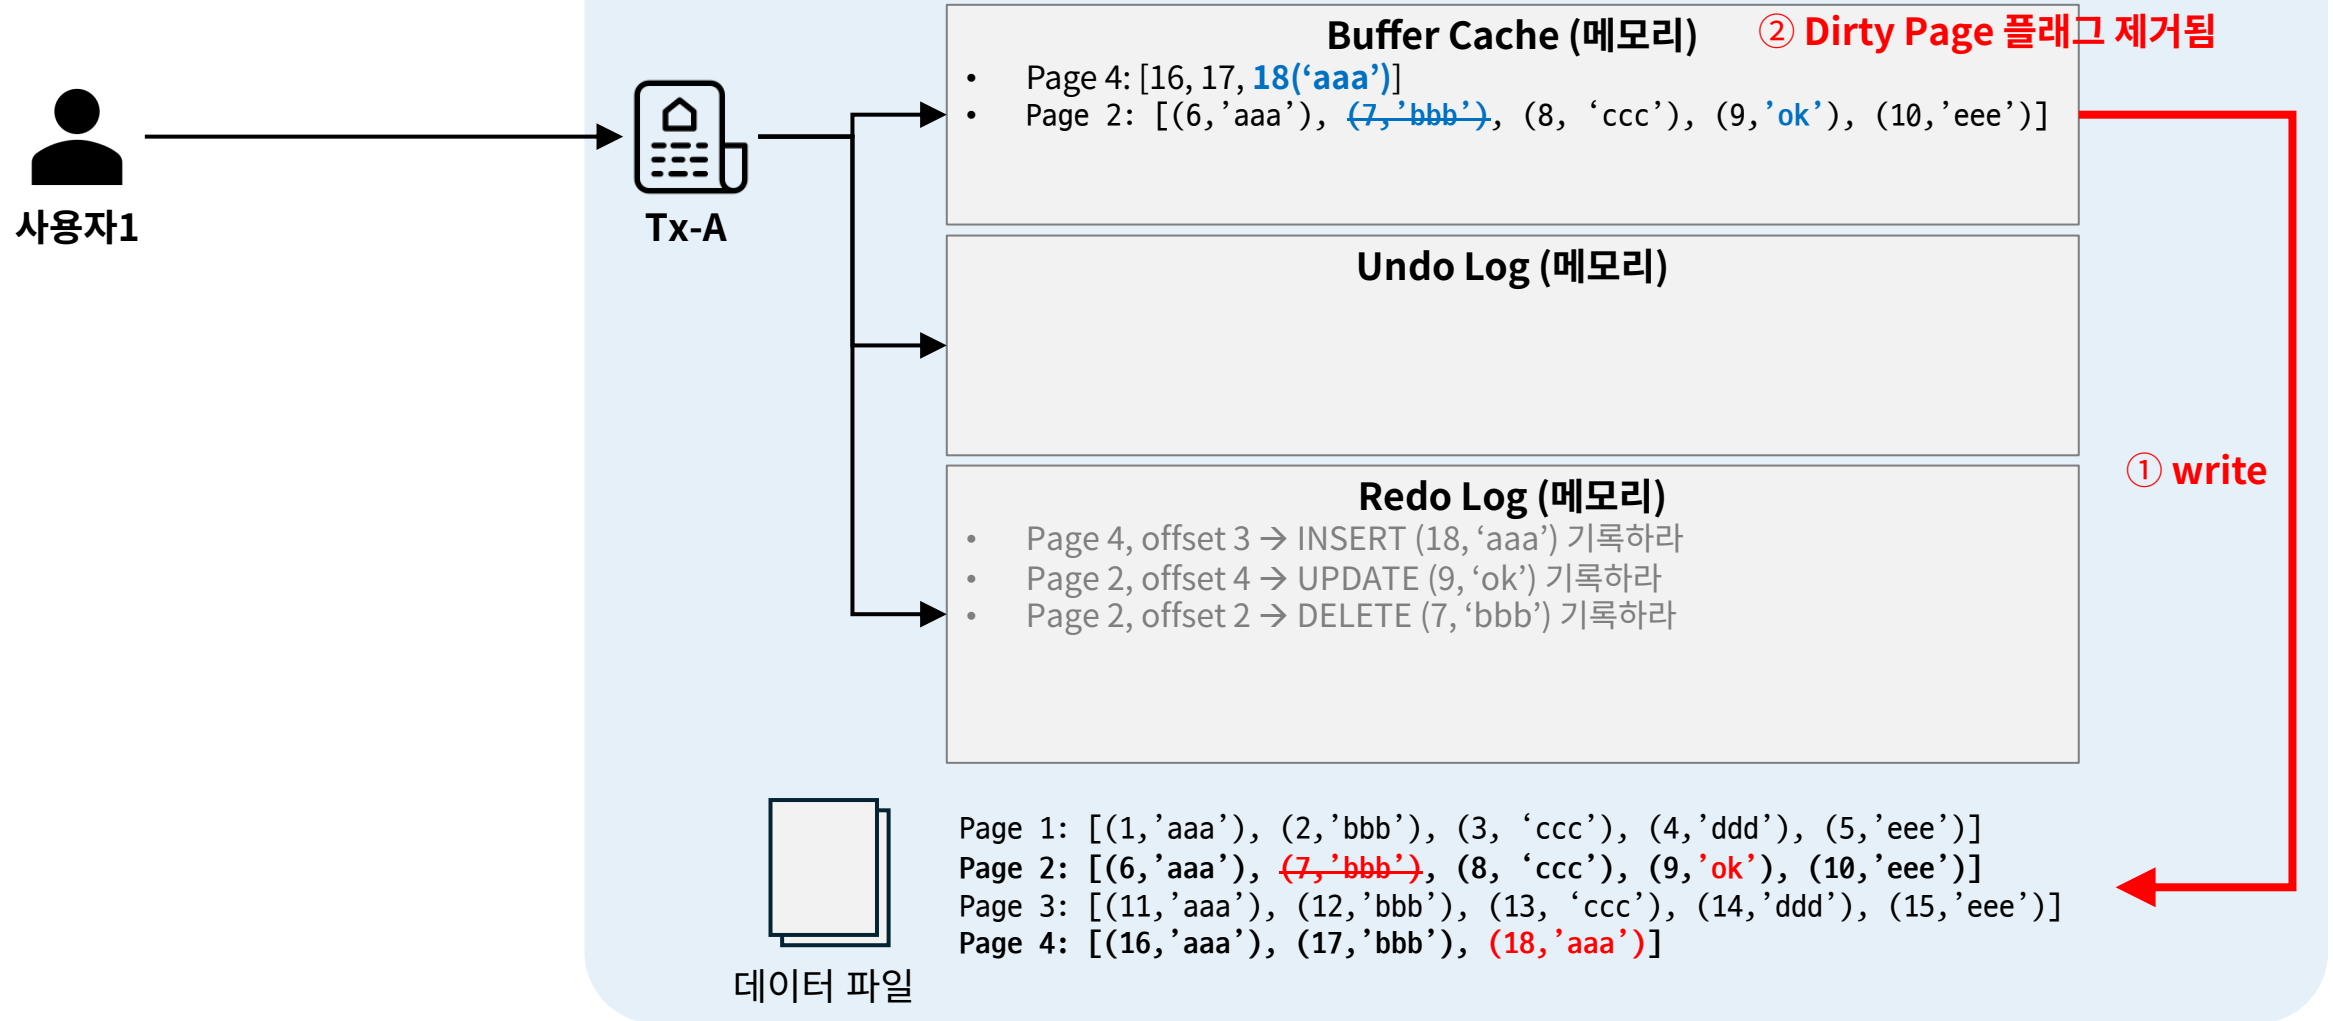 Buffer Cache (메모리)
② Dirty Page 플래그 제거됨
• Page 4: [16, 17, 18(‘aaa’)]
• Page 2: [(6,’aaa’), (7,’bbb’), (8, ‘ccc’), (9,’ok’), (10,’eee’)]
사용자1
Tx-A
Undo Log (메모리)
① write
Redo Log (메모리)
• Page 4, offset 3 → INSERT (18, ‘aaa’) 기록하라
• Page 2, offset 4 → UPDATE (9, ‘ok’) 기록하라
• Page 2, offset 2 → DELETE (7, ‘bbb’) 기록하라
Page 1: [(1,’aaa’), (2,’bbb’), (3, ‘ccc’), (4,’ddd’), (5,’eee’)]
Page 2: [(6,’aaa’), (7,’bbb’), (8, ‘ccc’), (9,’ok’), (10,’eee’)]
Page 3: [(11,’aaa’), (12,’bbb’), (13, ‘ccc’), (14,’ddd’), (15,’eee’)]
Page 4: [(16,’aaa’), (17,’bbb’), (18,’aaa’)]
데이터 파일